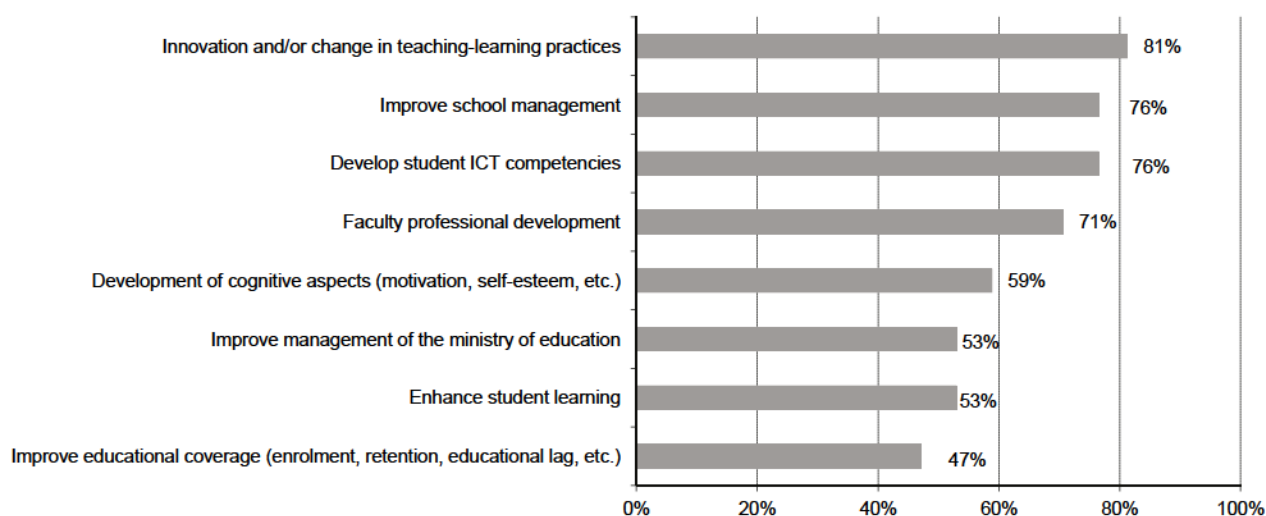 Innovation and/or change in teaching-learning practices 81%
Improve school management 76%
Develop student ICT competencies 76%
Faculty professional development 71%
Development of cognitive aspects (motivation, self-esteem, etc.) 59%
Improve management of the ministry of education 53%
Enhance student learning 53%
Improve educational coverage (enrolment, retention, educational lag, etc.) 47%
0% 20% 40% 60% 80% 100%